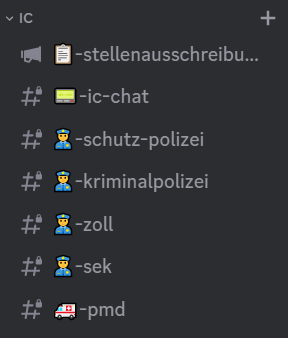 IC
📋-stellenausschreibu...
📟-ic-chat
👮-schutz-polizei
👮-kriminalpolizei
👮-zoll
👮-sek
🚑-pmd